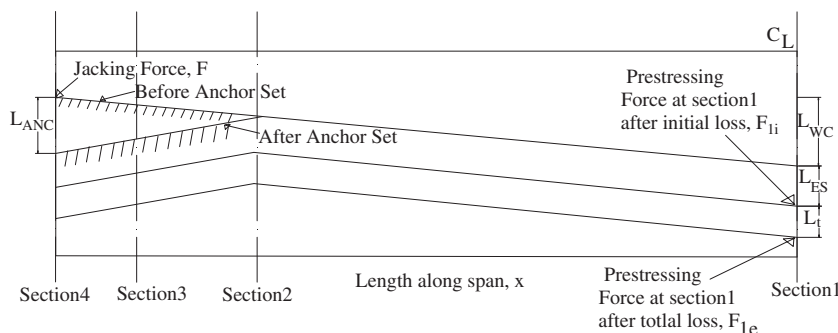 C_L
Jacking Force, F
Before Anchor Set
After Anchor Set
L_ANC
Prestressing
Force at section1
after initial loss, F_1i
L_WC
L_ES
L_t
Length along span, x
Prestressing
Force at section1
after totlal loss, F_1e
Section4
Section3
Section2
Section1